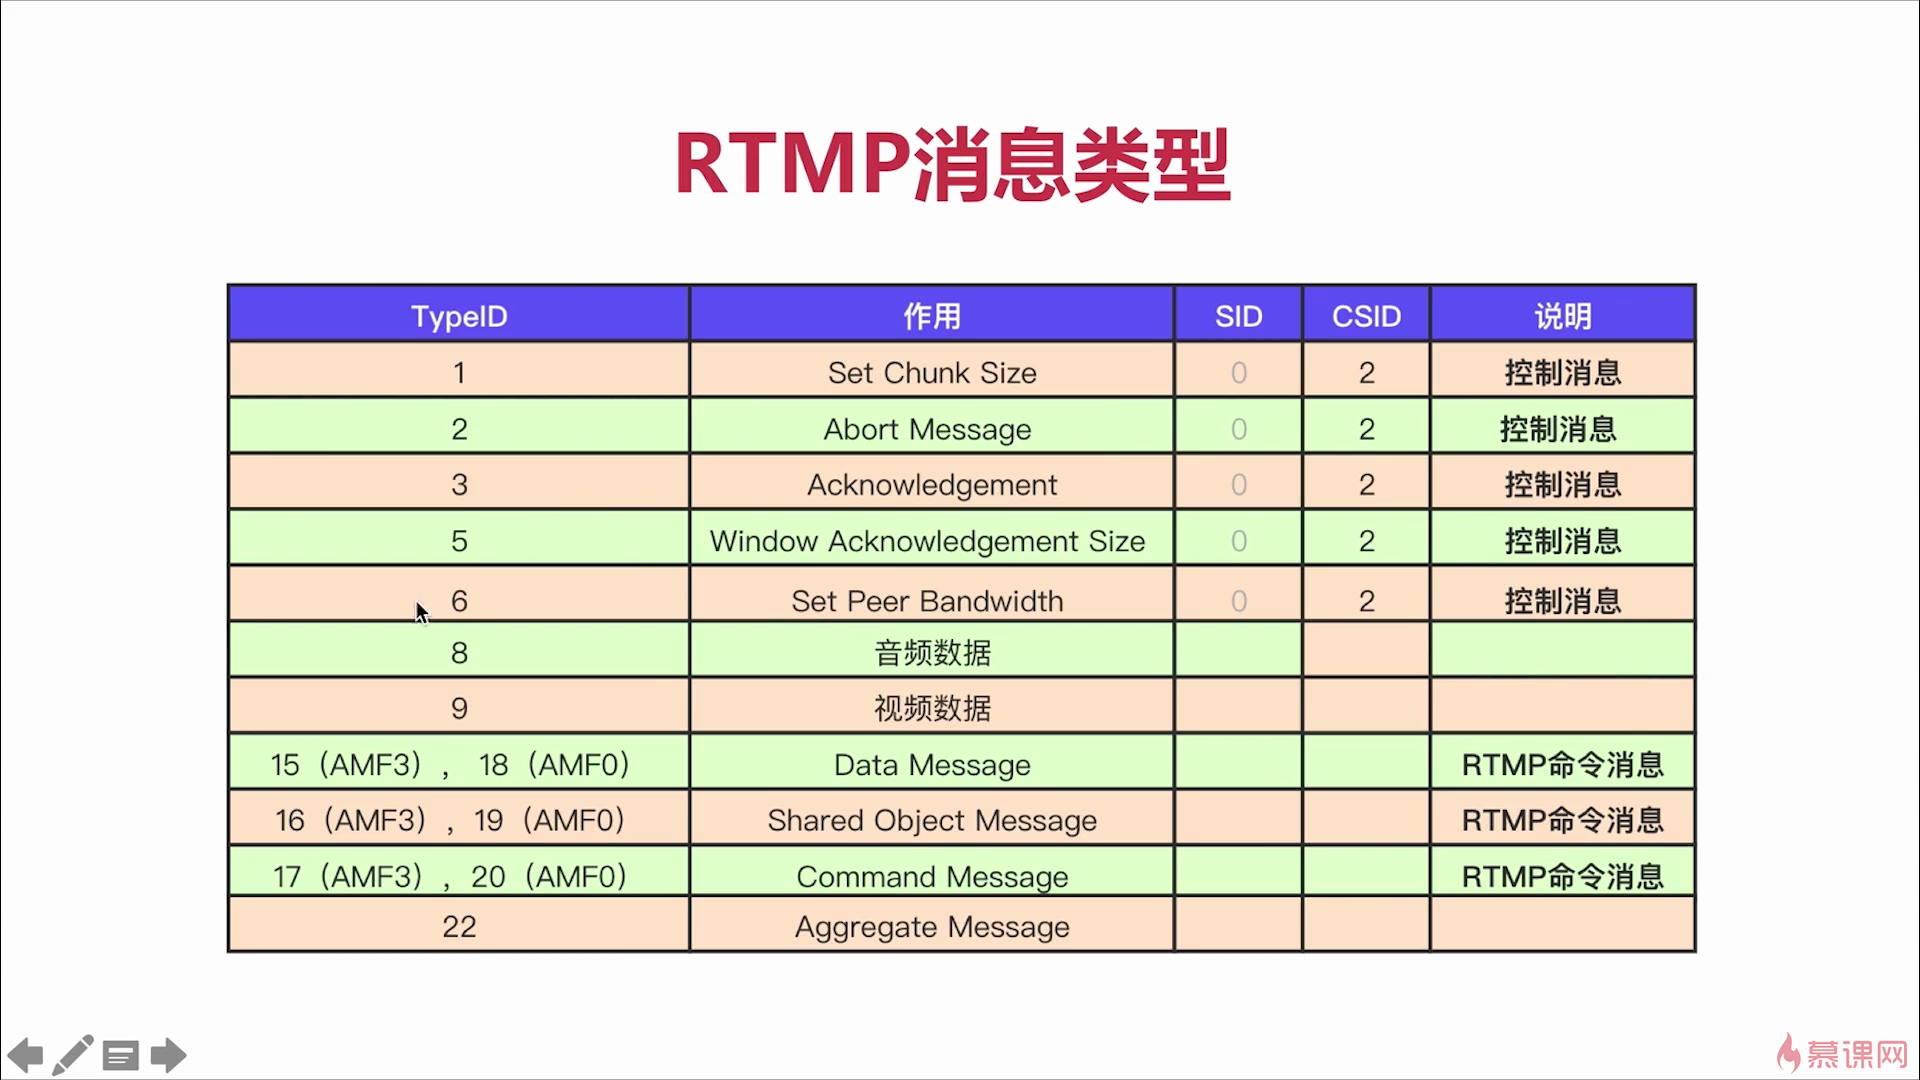 RTMP消息类型
TypeID 作用 SID CSID 说明
1 Set Chunk Size 0 2 控制消息
2 Abort Message 0 2 控制消息
3 Acknowledgement 0 2 控制消息
5 Window Acknowledgement Size 0 2 控制消息
6 Set Peer Bandwidth 0 2 控制消息
8 音频数据
9 视频数据
15（AMF3）， 18（AMF0） Data Message RTMP命令消息
16（AMF3），19（AMF0） Shared Object Message RTMP命令消息
17（AMF3），20（AMF0） Command Message RTMP命令消息
22 Aggregate Message
慕课网